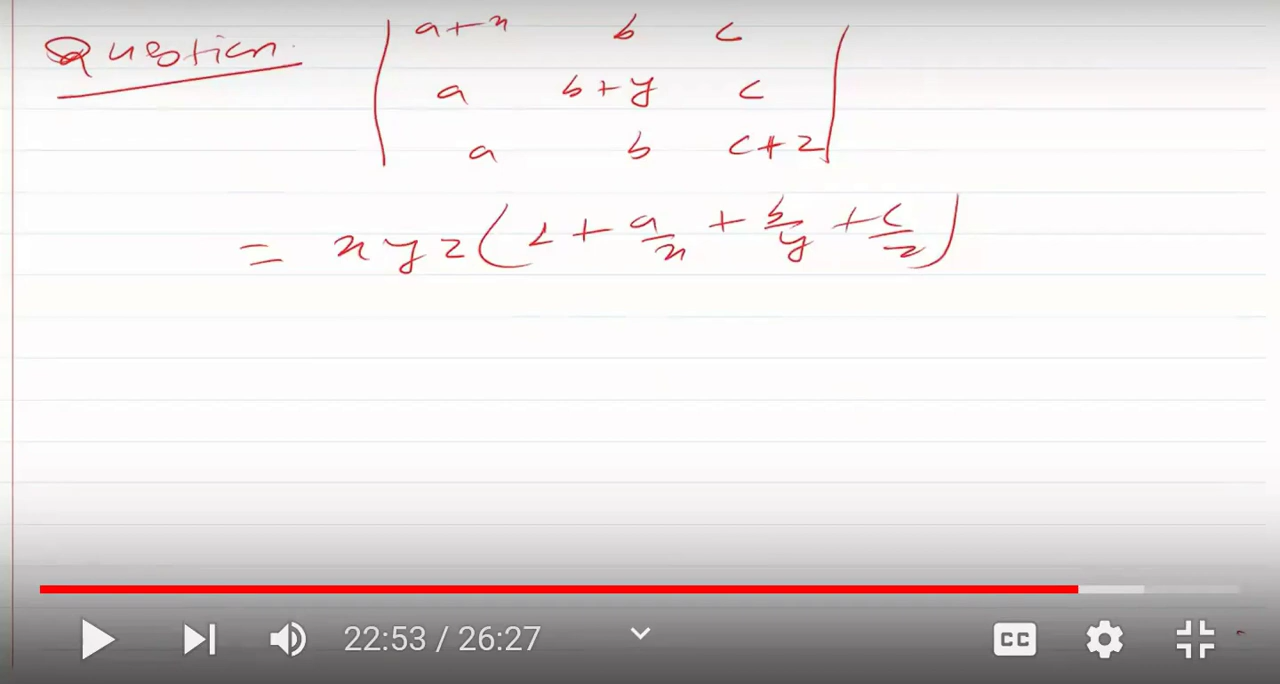 Question.
| a+x b c |
| a b+y c |
| a b c+z |
= xyz(1 + a/x + b/y + c/z)
22:53 / 26:27
CC